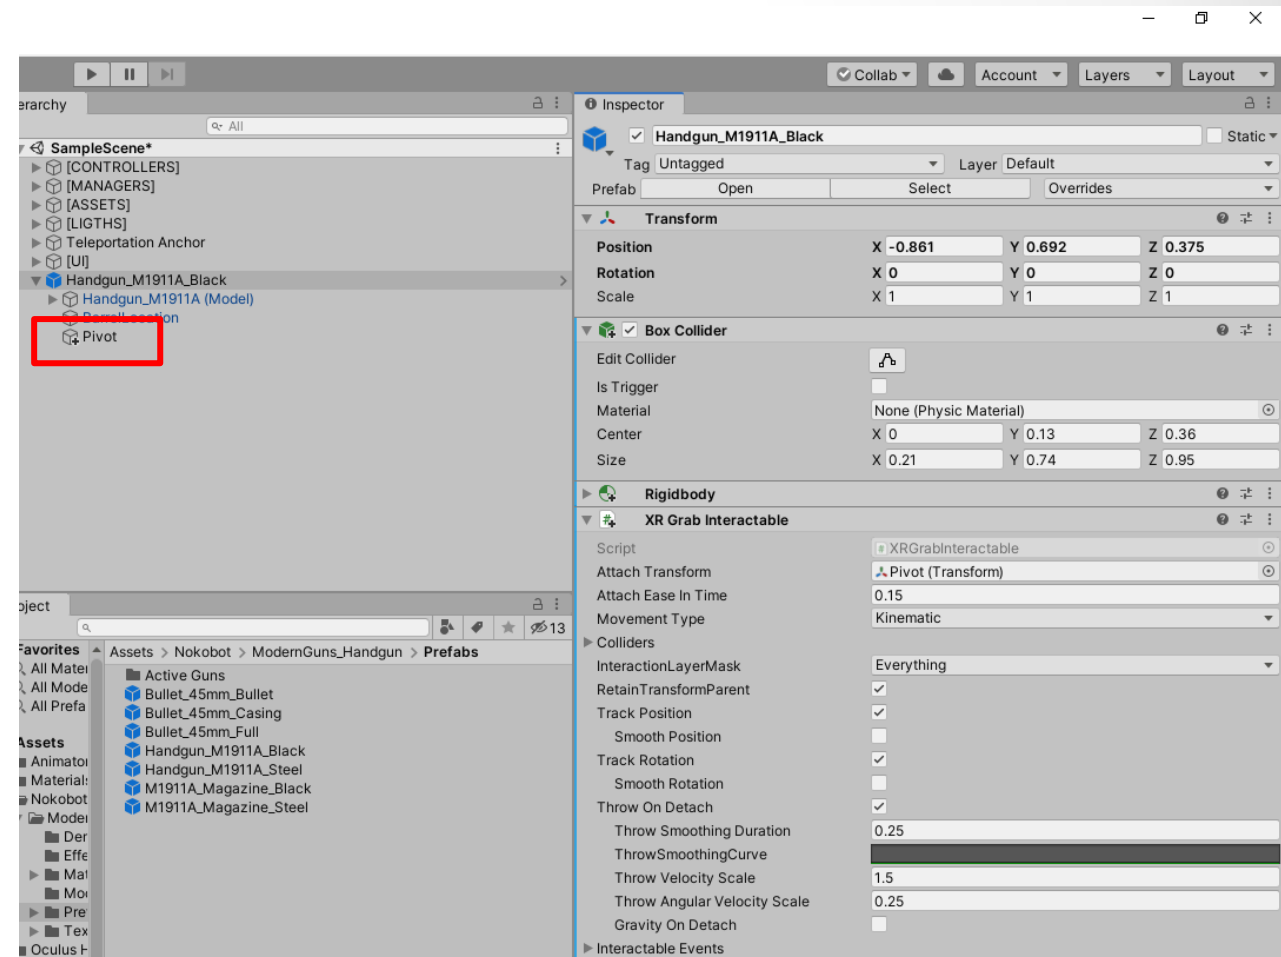 Collab Account Layers Layout
erarchy
All
SampleScene*
[CONTROLLERS]
[MANAGERS]
[ASSETS]
[LIGTHS]
Teleportation Anchor
[UI]
Handgun_M1911A_Black
Handgun_M1911A (Model)
BarrelLocation
Pivot
Inspector
Handgun_M1911A_Black Static
Tag Untagged Layer Default
Prefab Open Select Overrides
Transform
Position X -0.861 Y 0.692 Z 0.375
Rotation X 0 Y 0 Z 0
Scale X 1 Y 1 Z 1
Box Collider
Edit Collider
Is Trigger
Material None (Physic Material)
Center X 0 Y 0.13 Z 0.36
Size X 0.21 Y 0.74 Z 0.95
Rigidbody
XR Grab Interactable
Script XRGrabInteractable
Attach Transform Pivot (Transform)
Attach Ease In Time 0.15
Movement Type Kinematic
Colliders
InteractionLayerMask Everything
RetainTransformParent
Track Position
Smooth Position
Track Rotation
Smooth Rotation
Throw On Detach
Throw Smoothing Duration 0.25
ThrowSmoothingCurve
Throw Velocity Scale 1.5
Throw Angular Velocity Scale 0.25
Gravity On Detach
Interactable Events
oject
13
Favorites
All Mater
All Mode
All Prefa
Assets
Animator
Materials
Nokobot
Moder
Der
Effe
Mat
Mod
Pre
Tex
Oculus H
Assets > Nokobot > ModernGuns_Handgun > Prefabs
Active Guns
Bullet_45mm_Bullet
Bullet_45mm_Casing
Bullet_45mm_Full
Handgun_M1911A_Black
Handgun_M1911A_Steel
M1911A_Magazine_Black
M1911A_Magazine_Steel